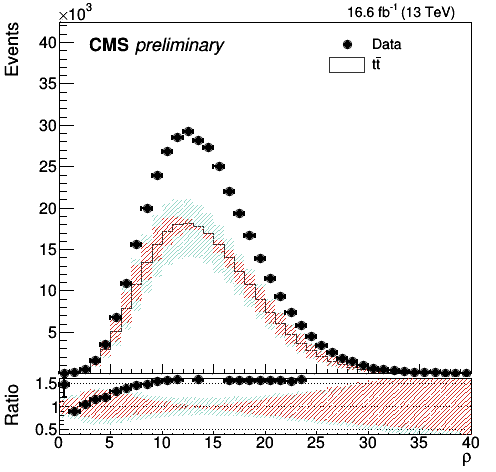 ×10³
16.6 fb⁻¹ (13 TeV)
Events
CMS preliminary
Data
tt̄
40
35
30
25
20
15
10
5
Ratio
1.5
1
0.5
0 5 10 15 20 25 30 35 40
ρ